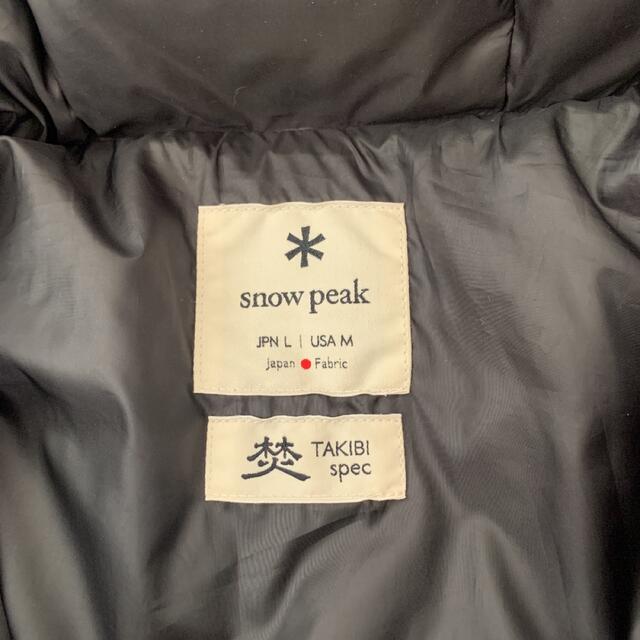 snow peak
JPN L | USA M
Japan ● Fabric
焚 TAKIBI
spec